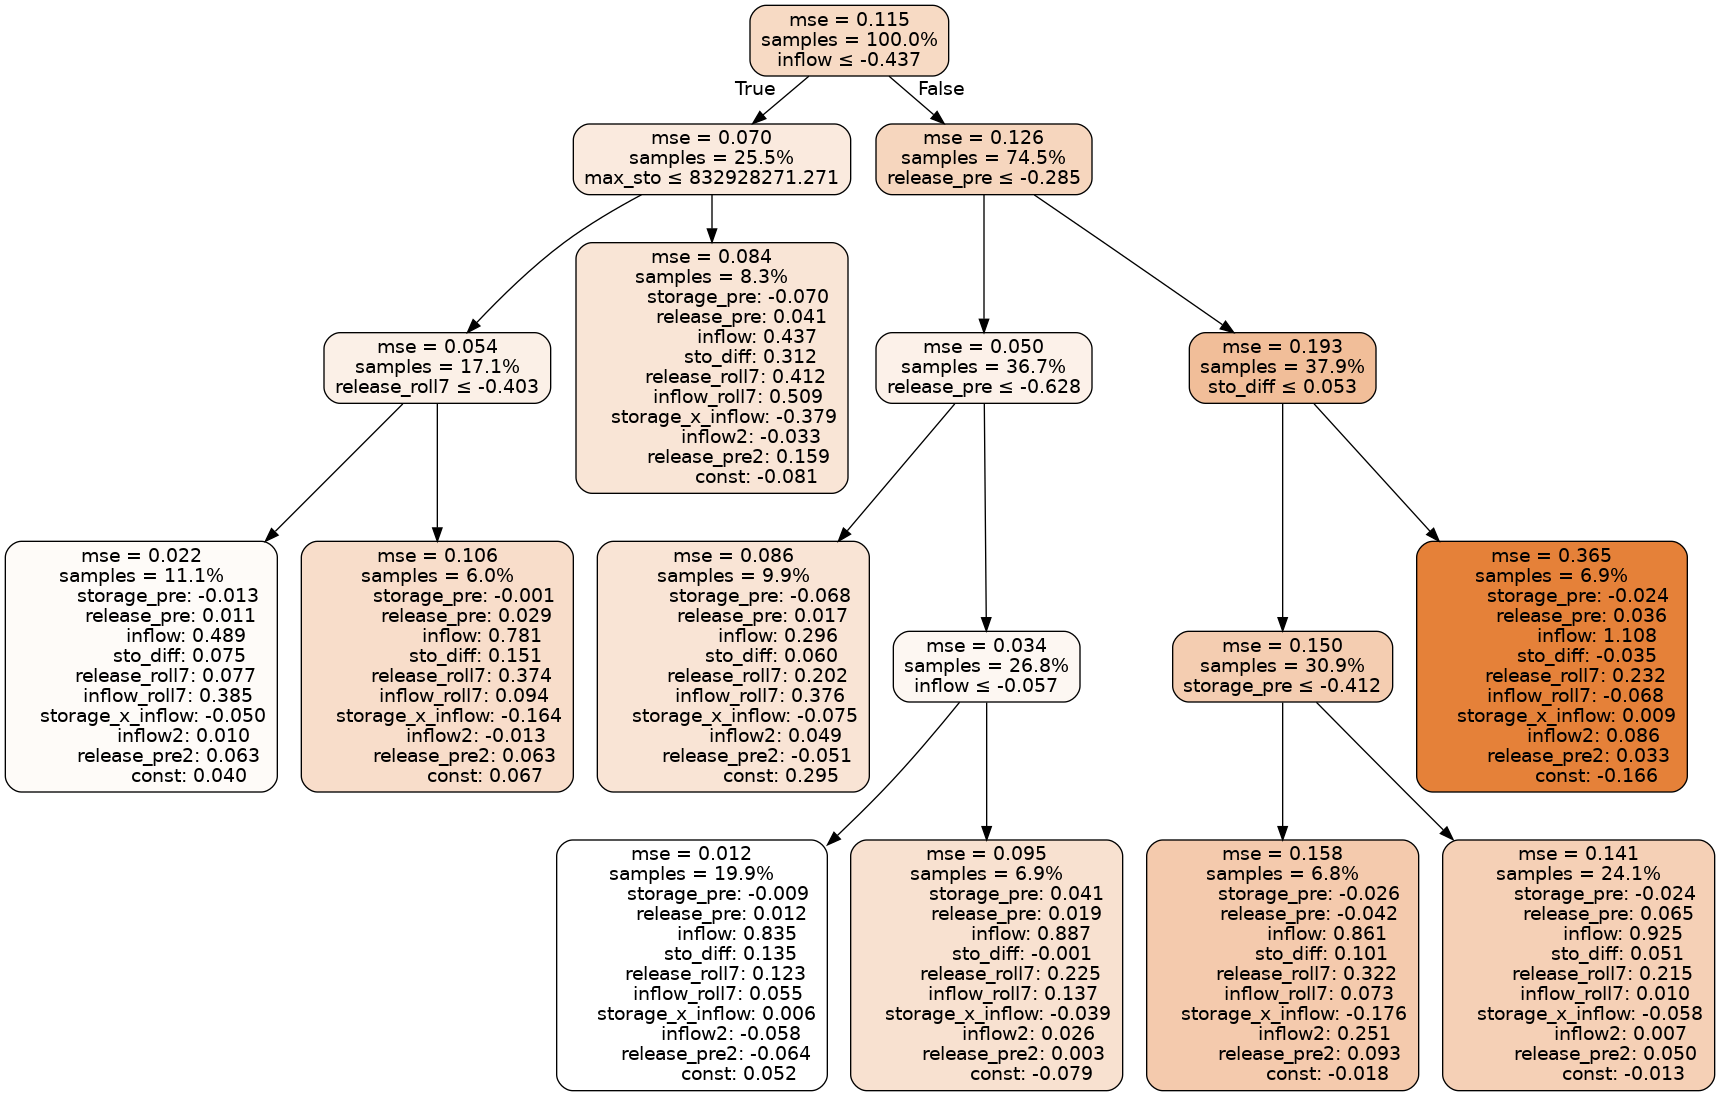 mse = 0.115
samples = 100.0%
inflow ≤ -0.437
True
False
mse = 0.070
samples = 25.5%
max_sto ≤ 832928271.271
mse = 0.126
samples = 74.5%
release_pre ≤ -0.285
mse = 0.084
samples = 8.3%
storage_pre: -0.070
release_pre: 0.041
inflow: 0.437
sto_diff: 0.312
release_roll7: 0.412
inflow_roll7: 0.509
storage_x_inflow: -0.379
inflow2: -0.033
release_pre2: 0.159
const: -0.081
mse = 0.054
samples = 17.1%
release_roll7 ≤ -0.403
mse = 0.050
samples = 36.7%
release_pre ≤ -0.628
mse = 0.193
samples = 37.9%
sto_diff ≤ 0.053
mse = 0.022
samples = 11.1%
storage_pre: -0.013
release_pre: 0.011
inflow: 0.489
sto_diff: 0.075
release_roll7: 0.077
inflow_roll7: 0.385
storage_x_inflow: -0.050
inflow2: 0.010
release_pre2: 0.063
const: 0.040
mse = 0.106
samples = 6.0%
storage_pre: -0.001
release_pre: 0.029
inflow: 0.781
sto_diff: 0.151
release_roll7: 0.374
inflow_roll7: 0.094
storage_x_inflow: -0.164
inflow2: -0.013
release_pre2: 0.063
const: 0.067
mse = 0.086
samples = 9.9%
storage_pre: -0.068
release_pre: 0.017
inflow: 0.296
sto_diff: 0.060
release_roll7: 0.202
inflow_roll7: 0.376
storage_x_inflow: -0.075
inflow2: 0.049
release_pre2: -0.051
const: 0.295
mse = 0.034
samples = 26.8%
inflow ≤ -0.057
mse = 0.150
samples = 30.9%
storage_pre ≤ -0.412
mse = 0.365
samples = 6.9%
storage_pre: -0.024
release_pre: 0.036
inflow: 1.108
sto_diff: -0.035
release_roll7: 0.232
inflow_roll7: -0.068
storage_x_inflow: 0.009
inflow2: 0.086
release_pre2: 0.033
const: -0.166
mse = 0.012
samples = 19.9%
storage_pre: -0.009
release_pre: 0.012
inflow: 0.835
sto_diff: 0.135
release_roll7: 0.123
inflow_roll7: 0.055
storage_x_inflow: 0.006
inflow2: -0.058
release_pre2: -0.064
const: 0.052
mse = 0.095
samples = 6.9%
storage_pre: 0.041
release_pre: 0.019
inflow: 0.887
sto_diff: -0.001
release_roll7: 0.225
inflow_roll7: 0.137
storage_x_inflow: -0.039
inflow2: 0.026
release_pre2: 0.003
const: -0.079
mse = 0.158
samples = 6.8%
storage_pre: -0.026
release_pre: -0.042
inflow: 0.861
sto_diff: 0.101
release_roll7: 0.322
inflow_roll7: 0.073
storage_x_inflow: -0.176
inflow2: 0.251
release_pre2: 0.093
const: -0.018
mse = 0.141
samples = 24.1%
storage_pre: -0.024
release_pre: 0.065
inflow: 0.925
sto_diff: 0.051
release_roll7: 0.215
inflow_roll7: 0.010
storage_x_inflow: -0.058
inflow2: 0.007
release_pre2: 0.050
const: -0.013